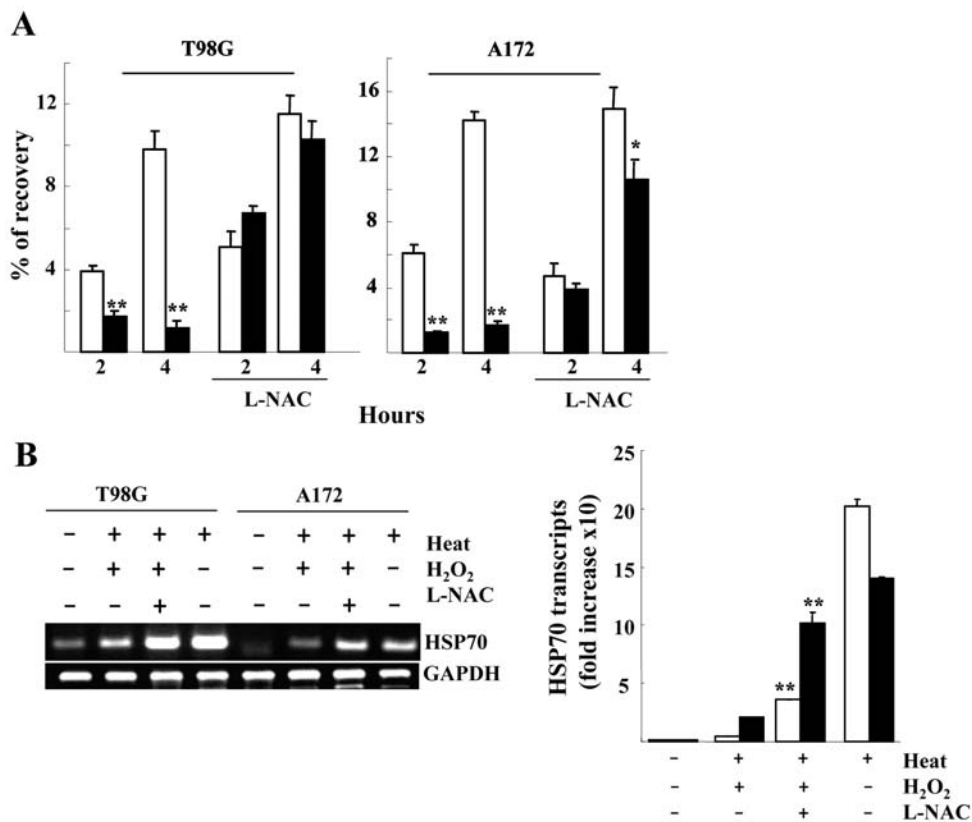 A
T98G
A172
% of recovery
12
8
4
16
12
8
4
** ** ** ** *
2 4 2 4 2 4 2 4
L-NAC L-NAC
Hours
B
T98G A172
− + + + − + + + Heat
− + + − − + + − H₂O₂
− − + − − − + − L-NAC
HSP70
GAPDH
HSP70 transcripts
(fold increase x10)
25
20
15
10
5
** **
− + + + Heat
− + + − H₂O₂
− − + − L-NAC